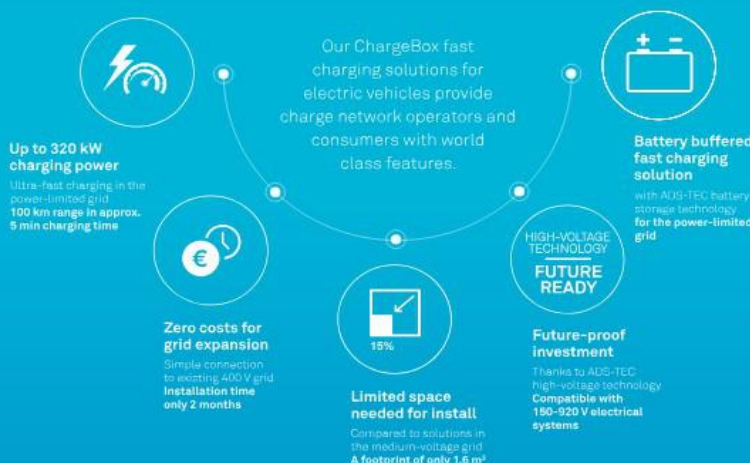 Our ChargeBox fast
charging solutions for
electric vehicles provide
charge network operators and
consumers with world
class features.
Up to 320 kW
charging power
Ultra-fast charging in the
power-limited grid
100 km range in approx.
5 min charging time
€
Zero costs for
grid expansion
Simple connection
to existing 400 V grid
Installation time
only 2 months
15%
Limited space
needed for install
Compared to solutions in
the medium-voltage grid
A footprint of only 1.6 m²
HIGH-VOLTAGE
TECHNOLOGY
FUTURE
READY
Future-proof
investment
Thanks to ADS-TEC
high-voltage technology
Compatible with
150-920 V electrical
systems
+ -
Battery buffered
fast charging
solution
with ADS-TEC battery
storage technology
for the power-limited
grid